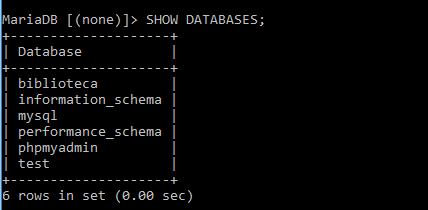 MariaDB [(none)]> SHOW DATABASES;
+--------------------+
| Database           |
+--------------------+
| biblioteca         |
| information_schema |
| mysql              |
| performance_schema |
| phpmyadmin         |
| test               |
+--------------------+
6 rows in set (0.00 sec)